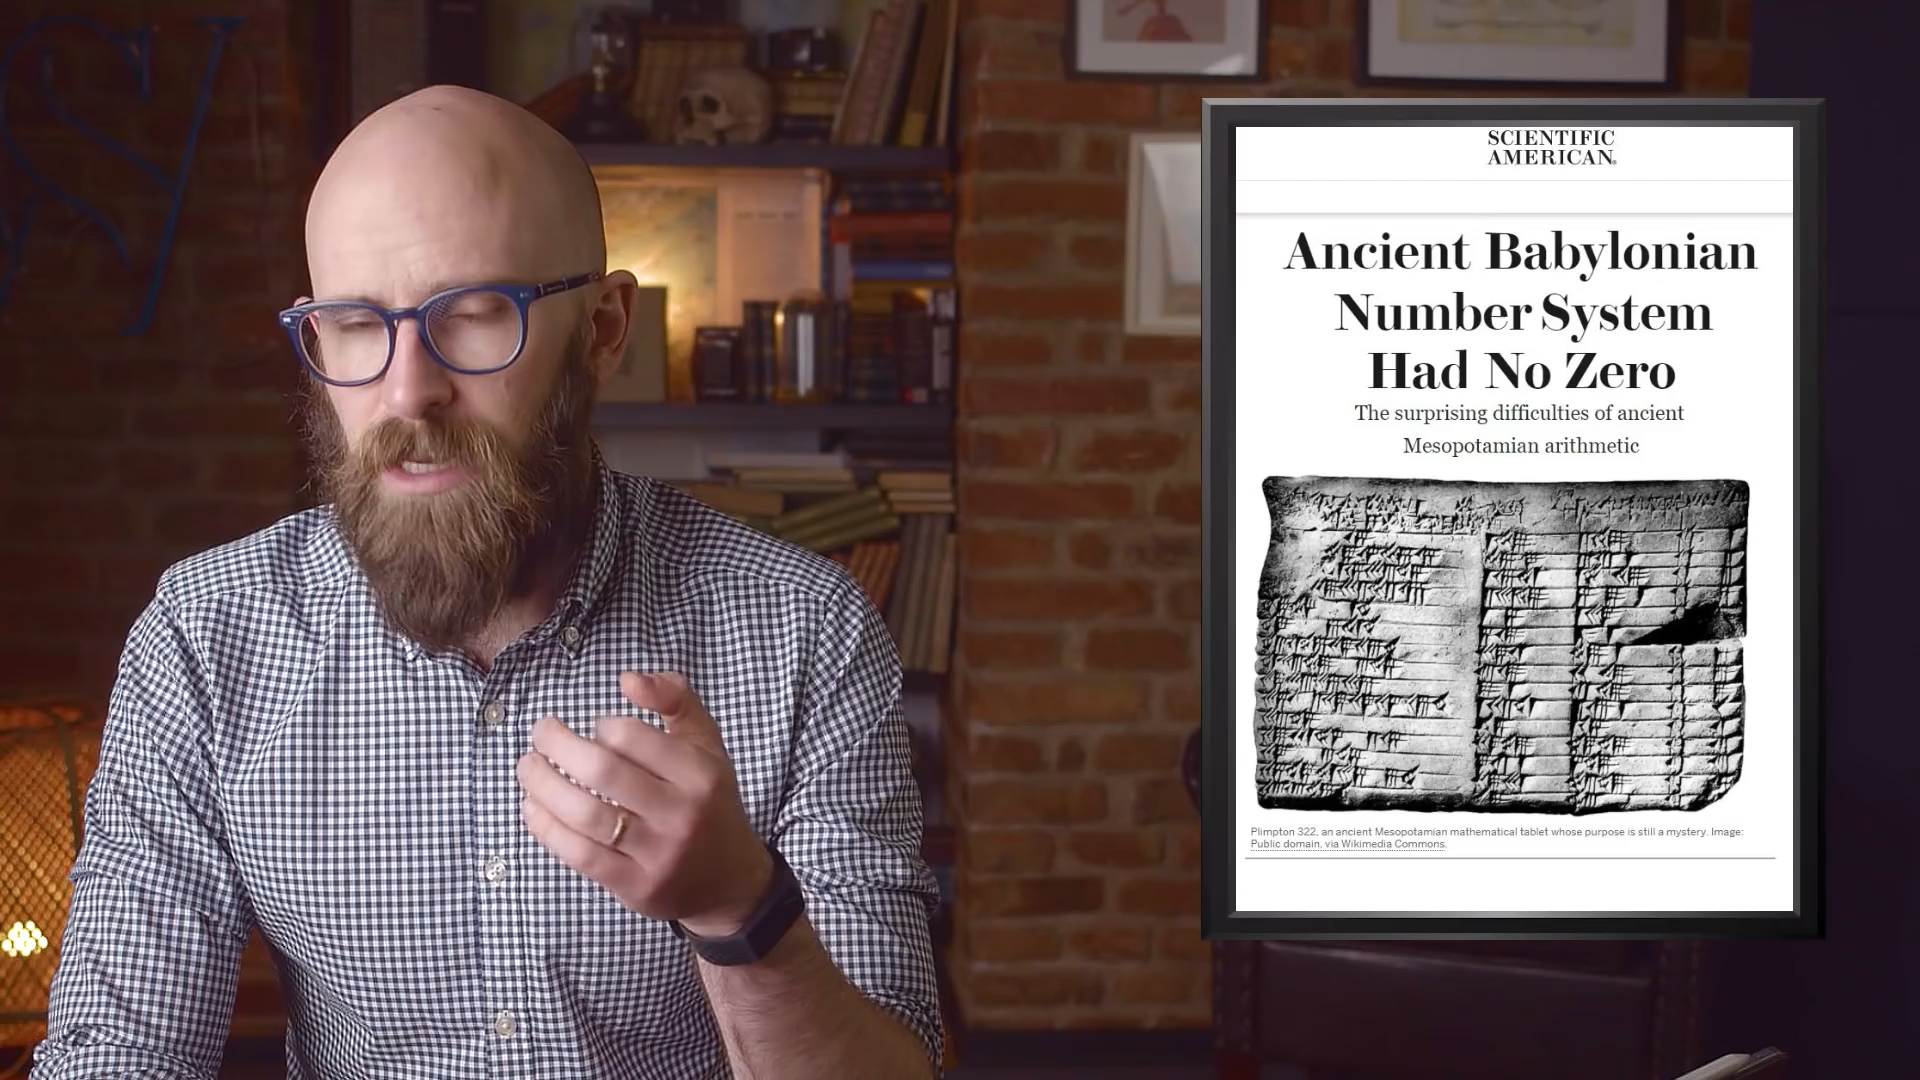 SCIENTIFIC
AMERICAN
Ancient Babylonian
Number System
Had No Zero
The surprising difficulties of ancient
Mesopotamian arithmetic
Plimpton 322, an ancient Mesopotamian mathematical tablet whose purpose is still a mystery. Image:
Public domain, via Wikimedia Commons.